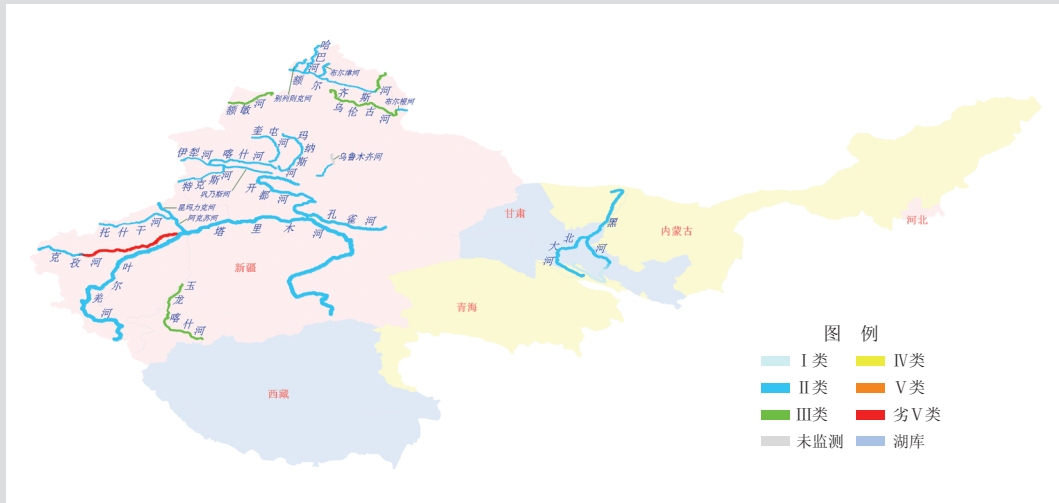 哈巴河
布尔津河
别列则克河
额尔齐斯河
额敏河
乌伦古河
布尔根河
奎屯河
玛纳斯河
乌鲁木齐河
伊犁河
喀什河
特克斯河
巩乃斯河
开都河
孔雀河
昆玛力克河
阿克苏河
托什干河
塔里木河
克孜河
叶尔羌河
玉龙喀什河
新疆
甘肃
内蒙古
河北
青海
西藏
黑河
北大河
图 例
Ⅰ类
Ⅳ类
Ⅱ类
Ⅴ类
Ⅲ类
劣Ⅴ类
未监测
湖库